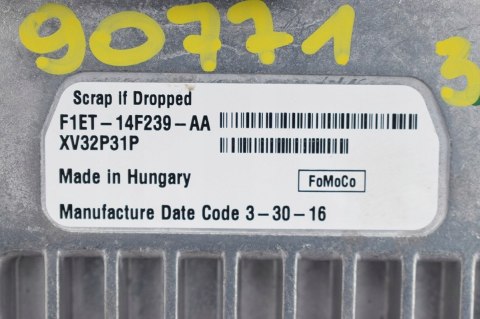 90771 3
Scrap if Dropped
F1ET-14F239-AA
XV32P31P
Made in Hungary FoMoCo
Manufacture Date Code 3-30-16